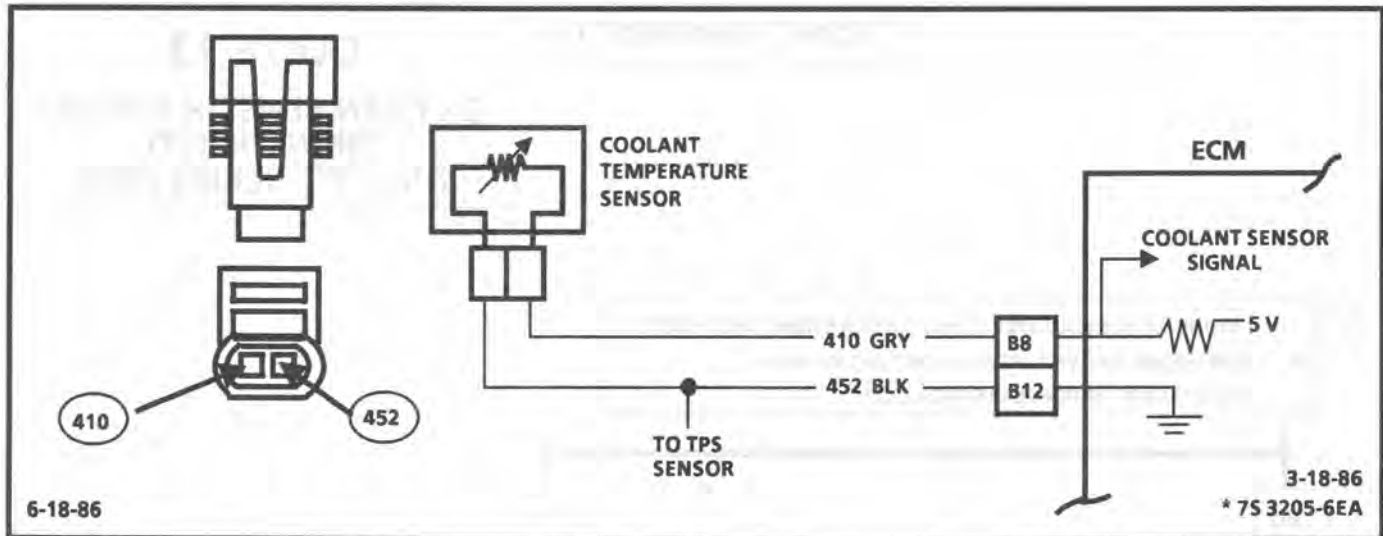 COOLANT
TEMPERATURE
SENSOR
ECM
COOLANT SENSOR
SIGNAL
5 V
410 GRY
B8
452 BLK
B12
410
452
TO TPS
SENSOR
6-18-86
3-18-86
* 7S 3205-6EA